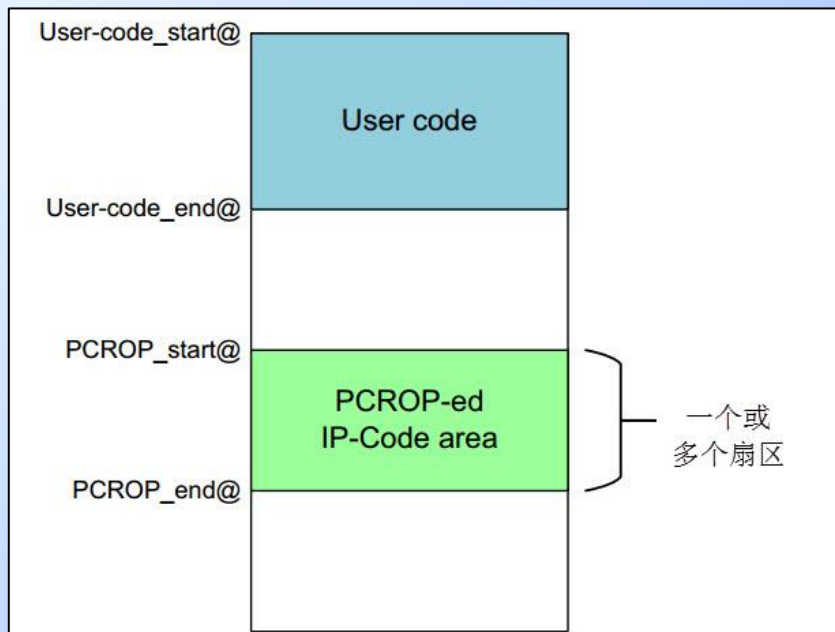 User-code_start@
User code
User-code_end@
PCROP_start@
PCROP-ed
IP-Code area
一个或
多个扇区
PCROP_end@